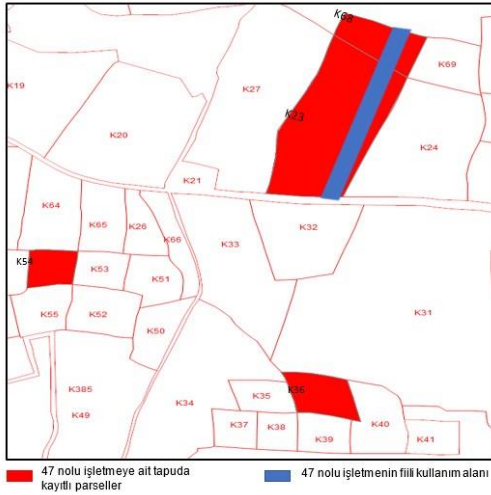 K68
K69
K27
K19
K23
K20
K24
K21
K64
K65
K26
K66
K33
K32
K54
K53
K51
K31
K55
K52
K50
K385
K49
K34
K35
K36
K37
K38
K39
K40
K41
47 nolu işletmeye ait tapuda
kayıtlı parseller
47 nolu işletmenin fiili kullanım alanı